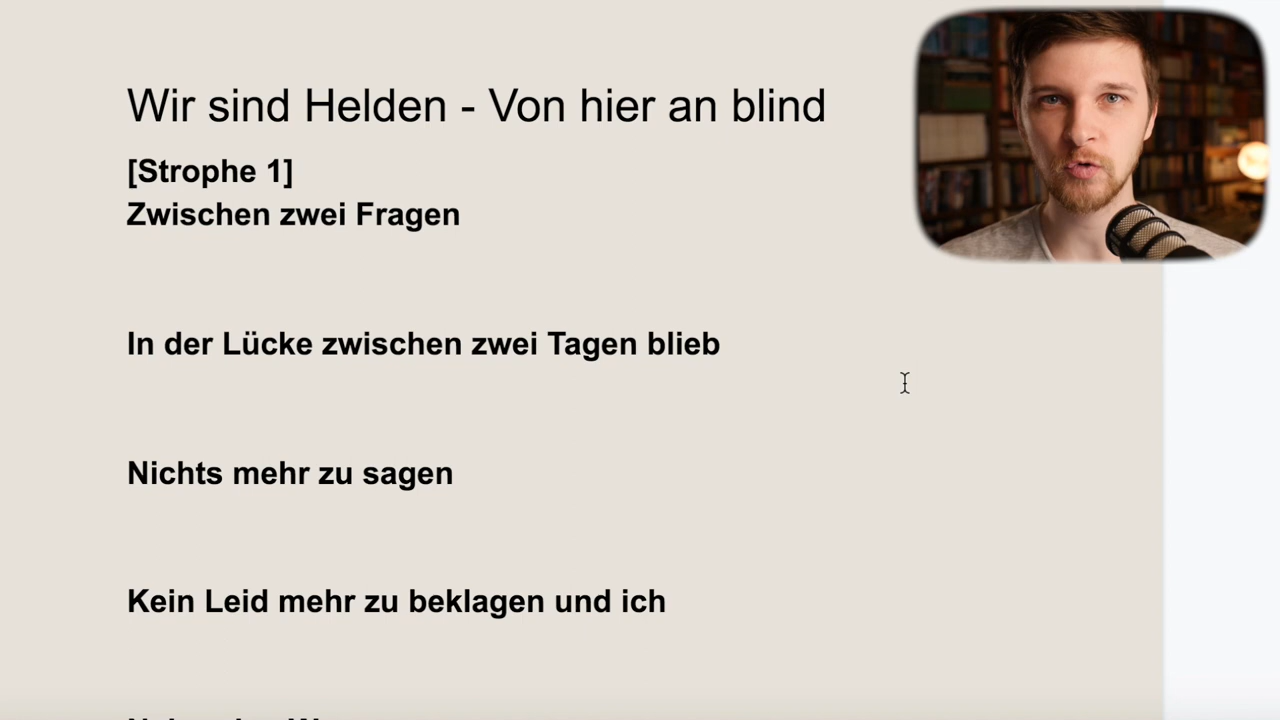 Wir sind Helden - Von hier an blind
[Strophe 1]
Zwischen zwei Fragen
In der Lücke zwischen zwei Tagen blieb
Nichts mehr zu sagen
Kein Leid mehr zu beklagen und ich